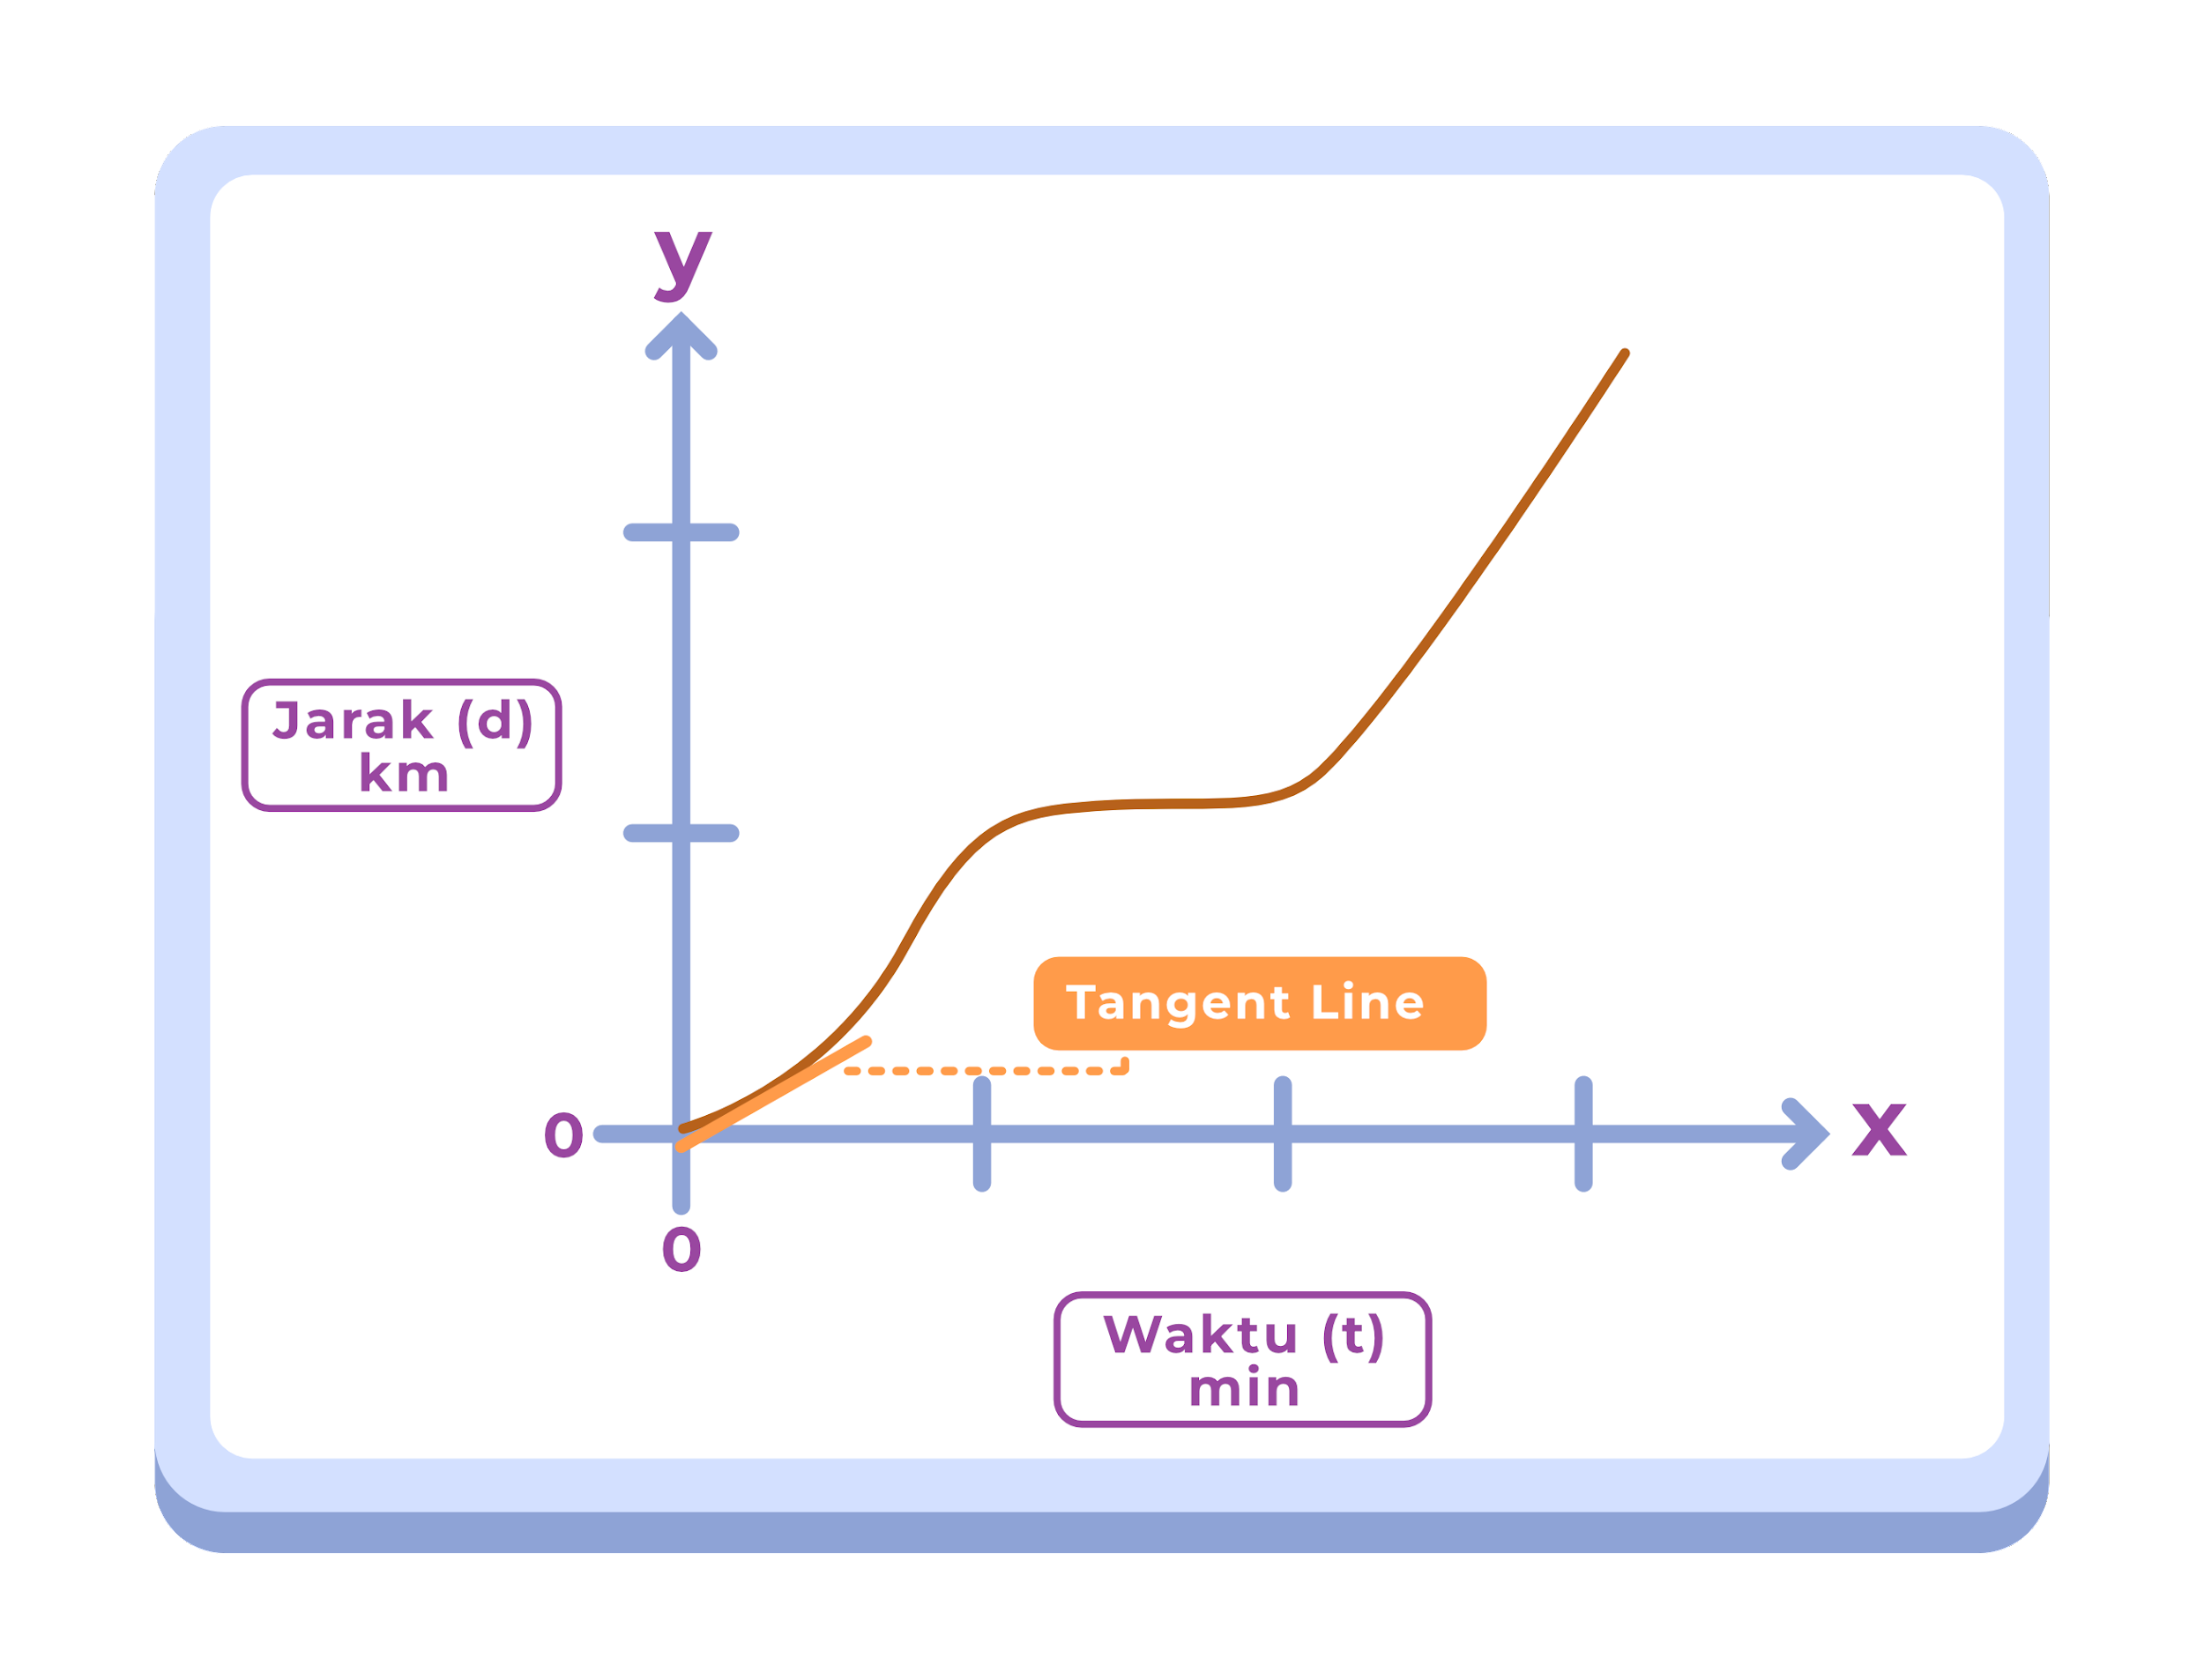 y
Jarak (d)
km
Tangent Line
0
x
0
Waktu (t)
min